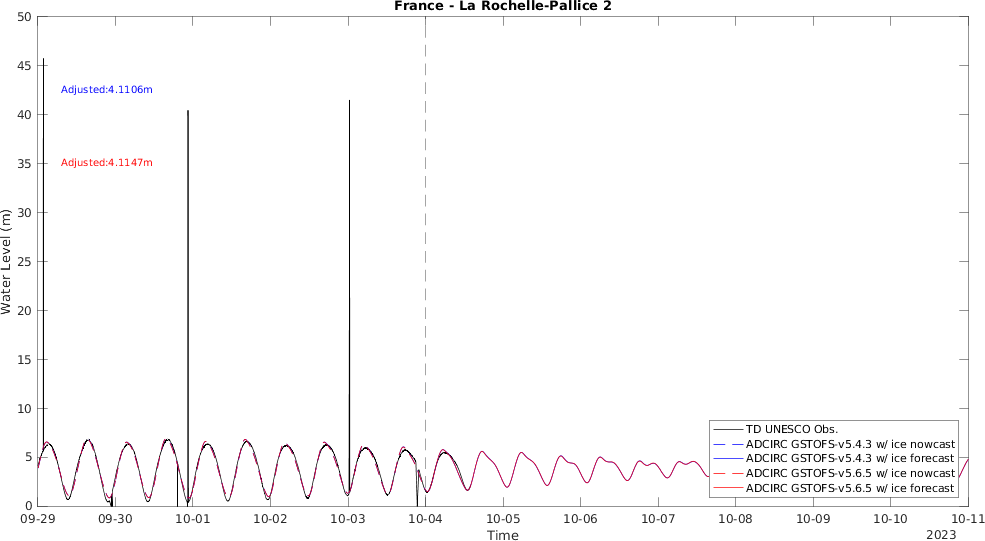 France - La Rochelle-Pallice 2
50
45
40
35
30
25
20
15
10
5
0
Water Level (m)
Adjusted:4.1106m
Adjusted:4.1147m
TD UNESCO Obs.
ADCIRC GSTOFS-v5.4.3 w/ ice nowcast
ADCIRC GSTOFS-v5.4.3 w/ ice forecast
ADCIRC GSTOFS-v5.6.5 w/ ice nowcast
ADCIRC GSTOFS-v5.6.5 w/ ice forecast
09-29 09-30 10-01 10-02 10-03 10-04 10-05 10-06 10-07 10-08 10-09 10-10 10-11
Time
2023